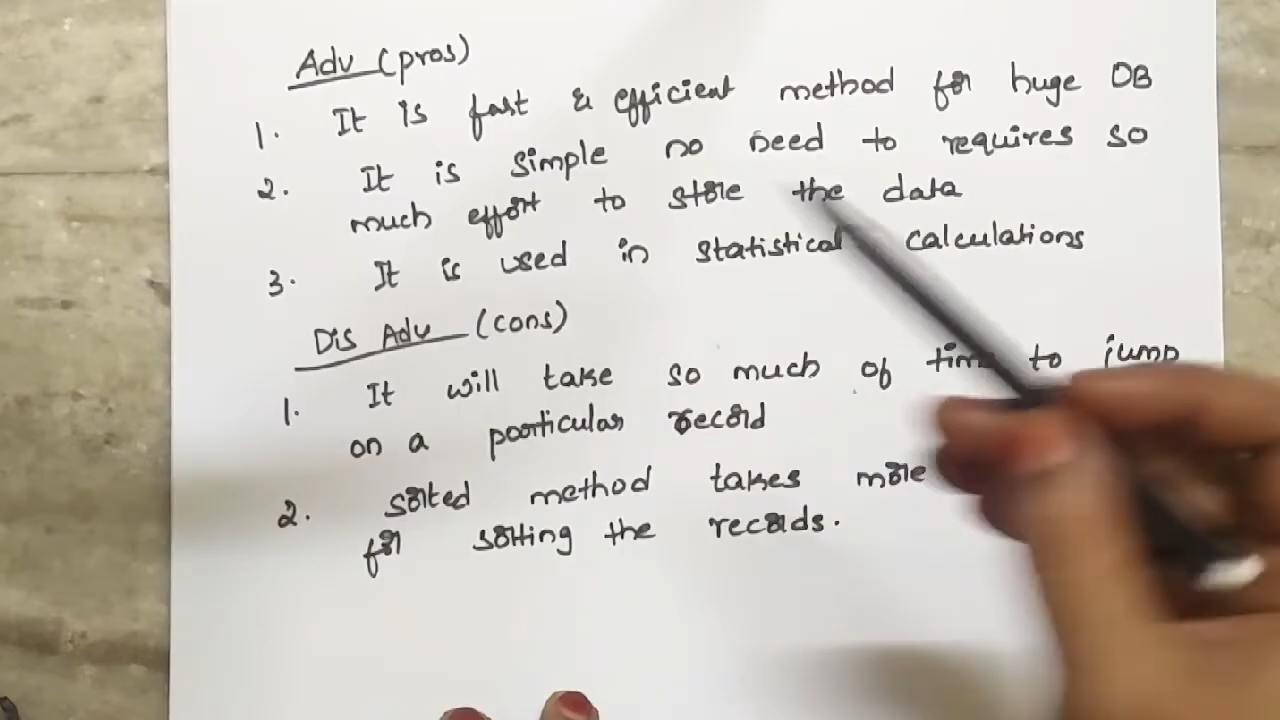 Adv (pros)
1. It is fast & efficient method for huge DB
2. It is simple no need to requires so
much effort to store the data
3. It is used in statistical calculations
Dis Adv (cons)
1. It will take so much of time to jump
on a particular record
2. sorted method takes more
for sorting the records.